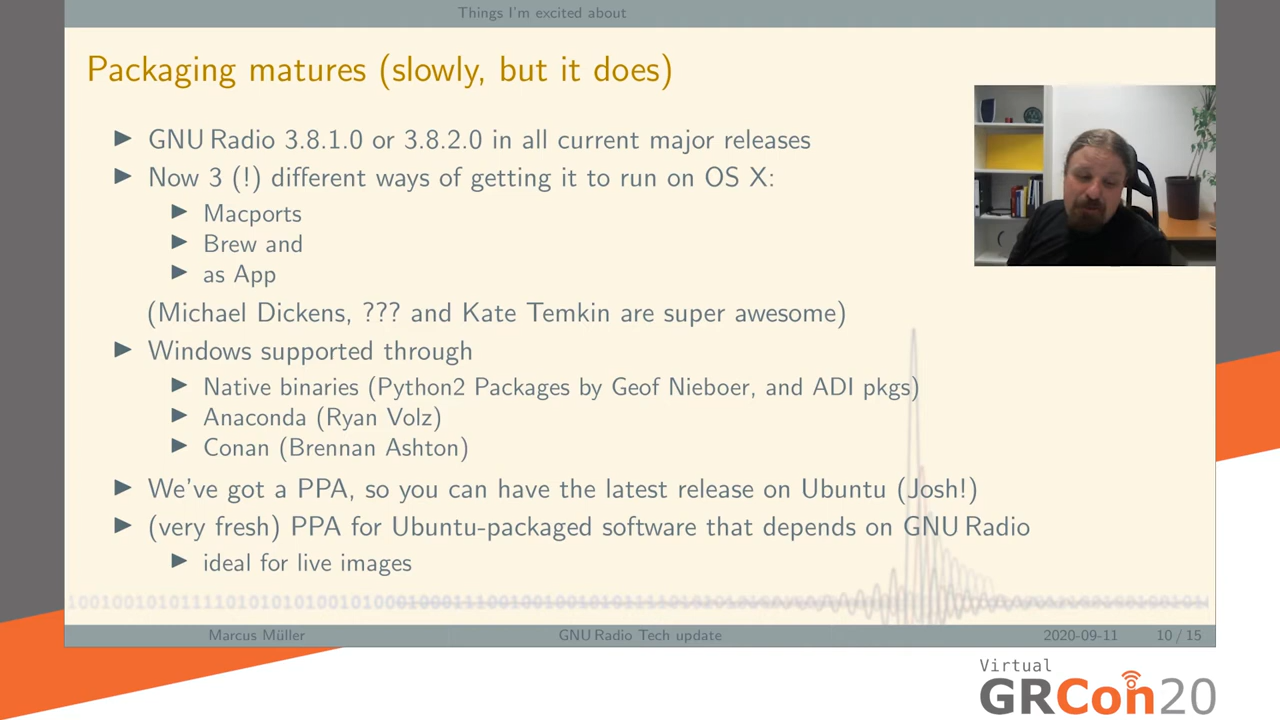 Things I'm excited about
Packaging matures (slowly, but it does)
▶ GNU Radio 3.8.1.0 or 3.8.2.0 in all current major releases
▶ Now 3 (!) different ways of getting it to run on OS X:
▶ Macports
▶ Brew and
▶ as App
(Michael Dickens, ??? and Kate Temkin are super awesome)
▶ Windows supported through
▶ Native binaries (Python2 Packages by Geof Nieboer, and ADI pkgs)
▶ Anaconda (Ryan Volz)
▶ Conan (Brennan Ashton)
▶ We've got a PPA, so you can have the latest release on Ubuntu (Josh!)
▶ (very fresh) PPA for Ubuntu-packaged software that depends on GNU Radio
▶ ideal for live images
Marcus Müller GNU Radio Tech update 2020-09-11 10 / 15
Virtual
GRCon20